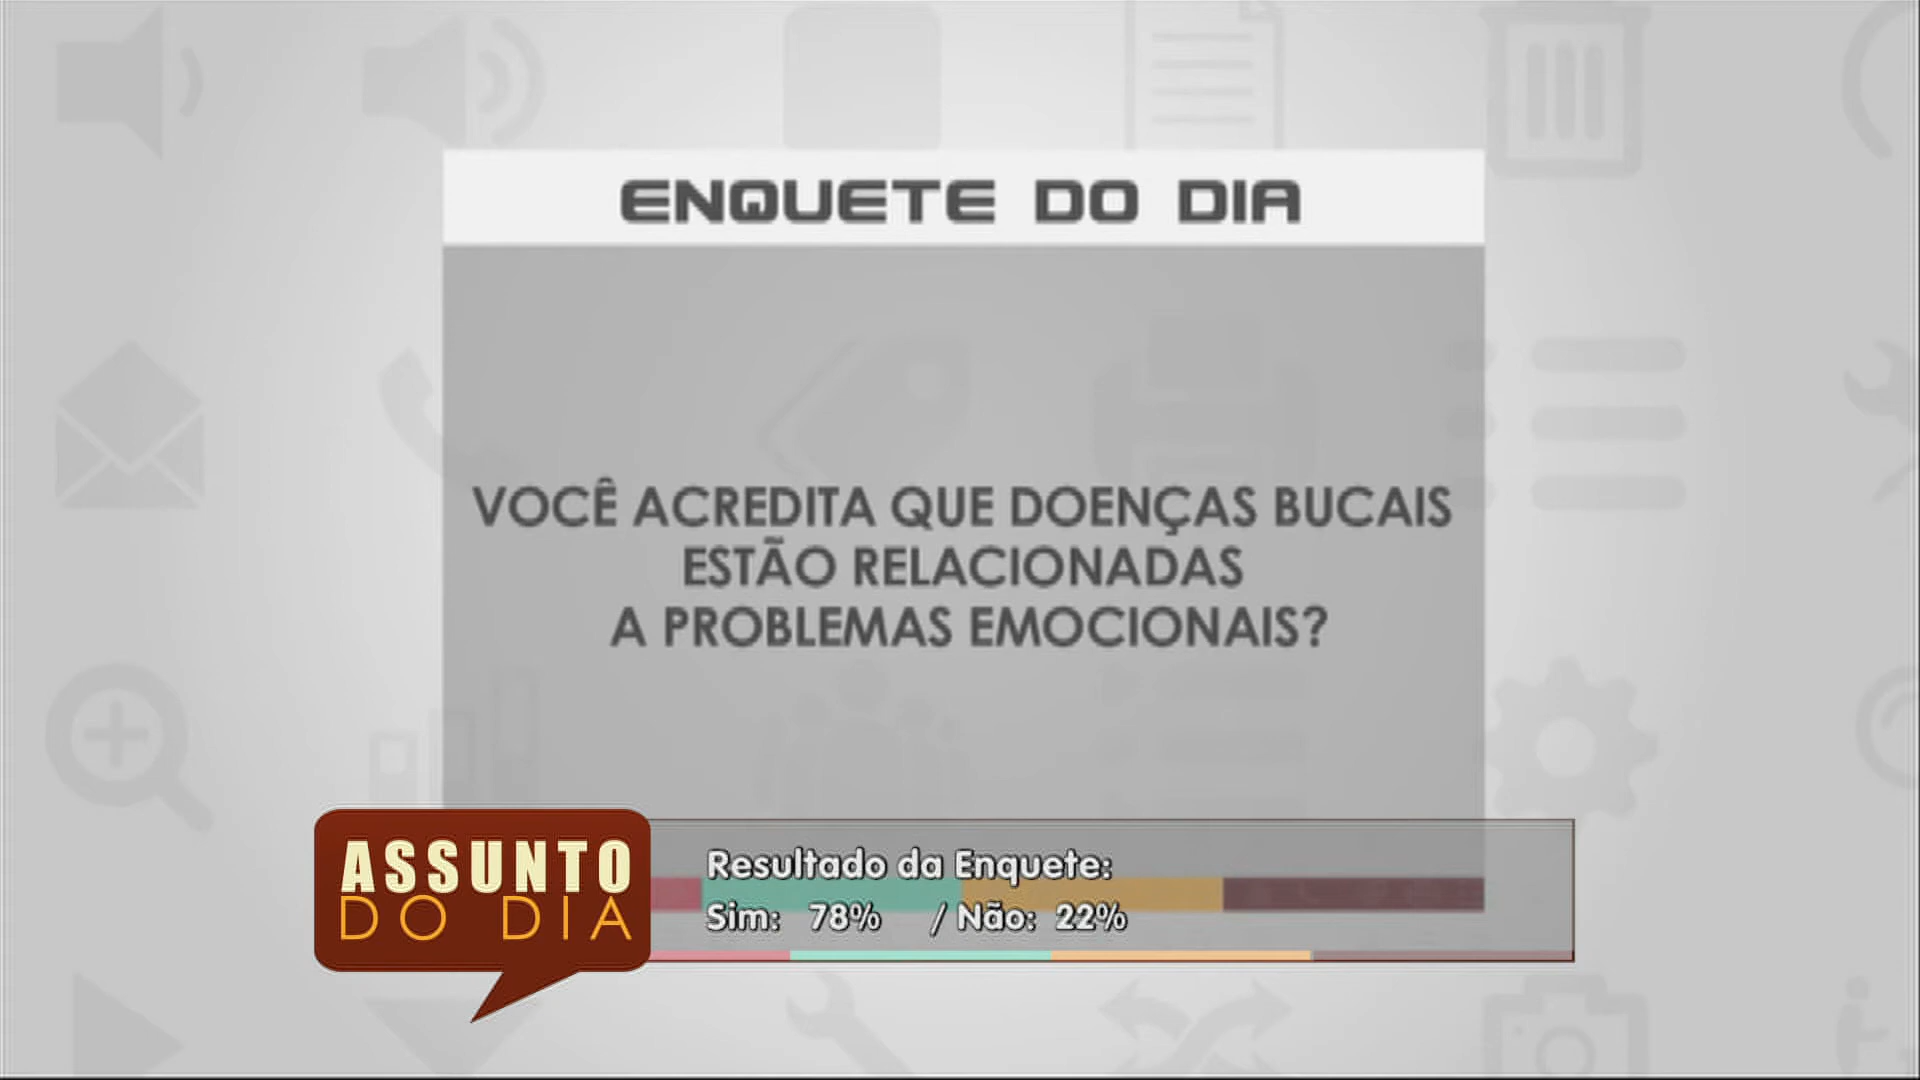 ENQUETE DO DIA
VOCÊ ACREDITA QUE DOENÇAS BUCAIS
ESTÃO RELACIONADAS
A PROBLEMAS EMOCIONAIS?
ASSUNTO
DO DIA
Resultado da Enquete:
Sim: 78% / Não: 22%